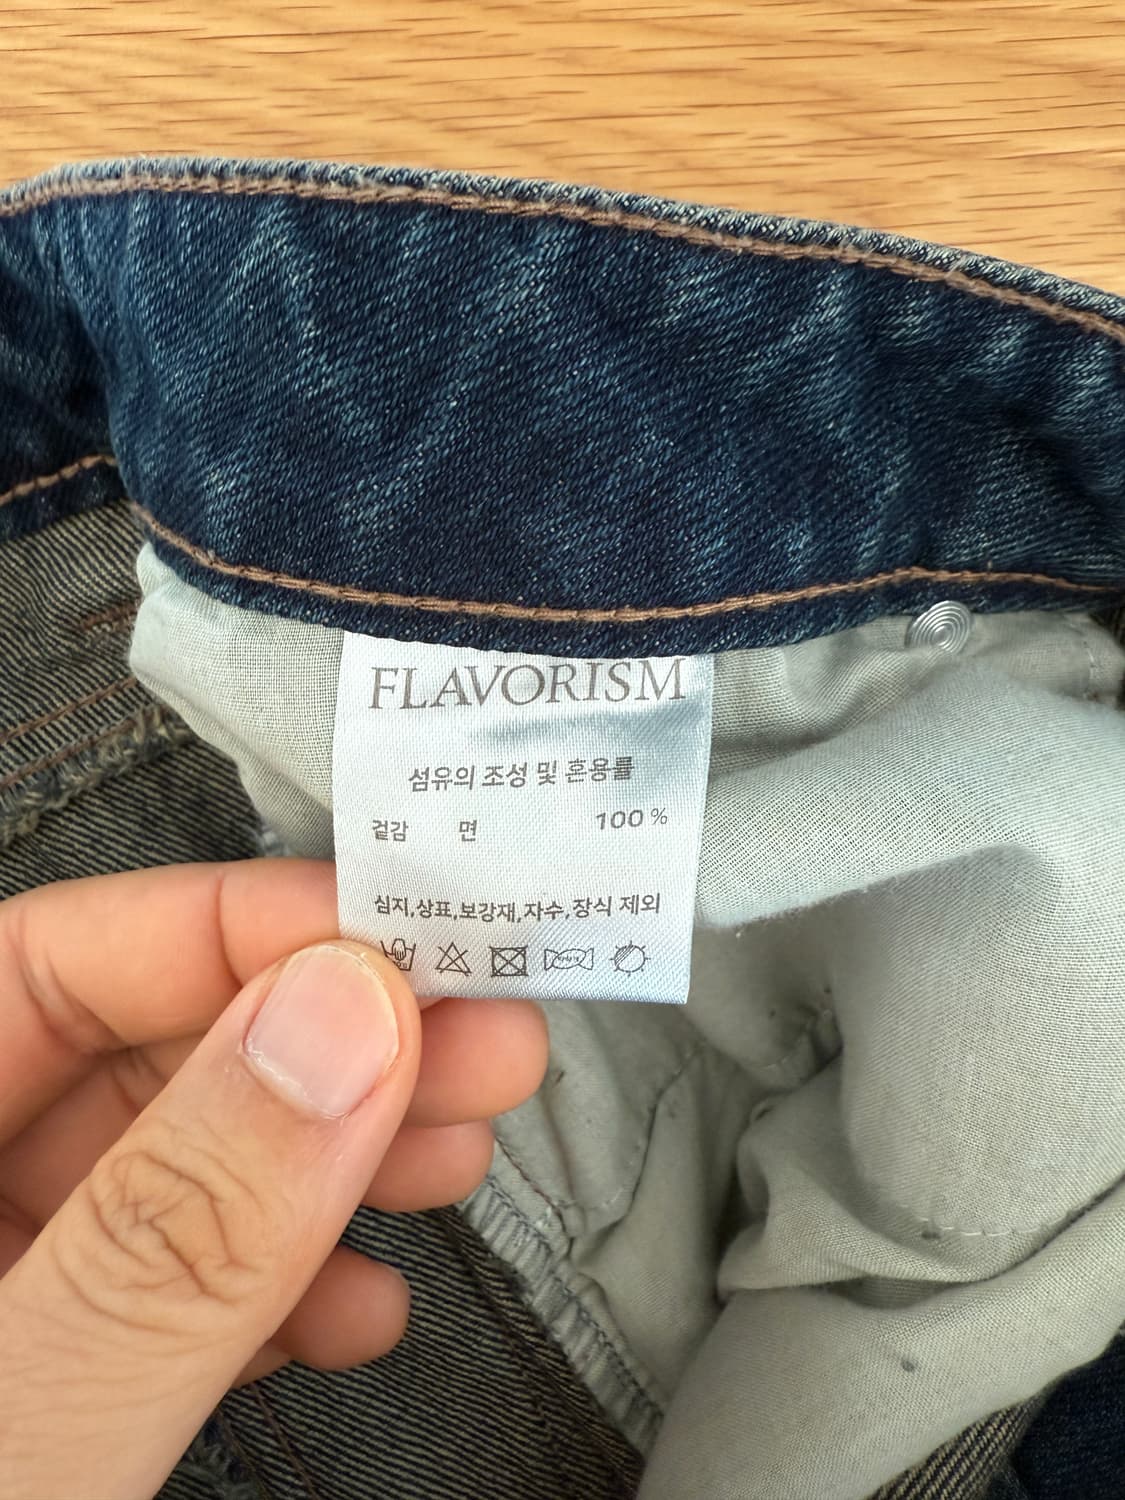 FLAVORISM
섬유의 조성 및 혼용률
겉감 면 100%
심지,상표,보강재,자수,장식 제외